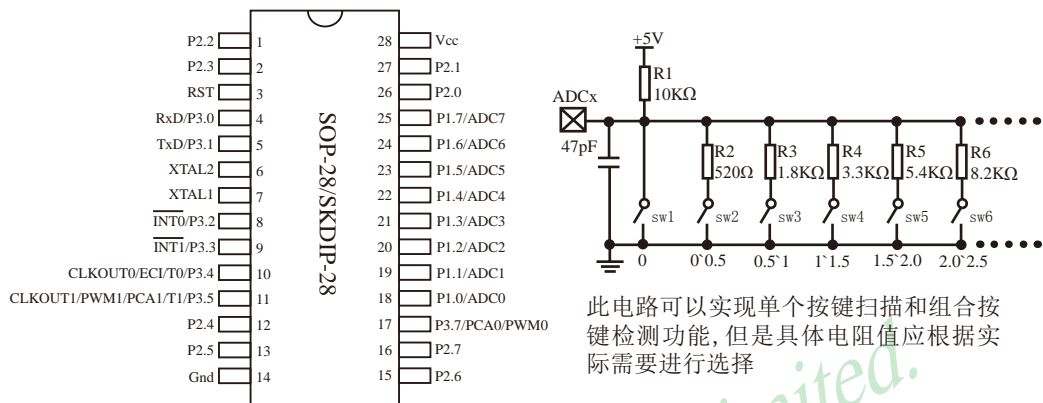 P2.2 1 28 Vcc
P2.3 2 27 P2.1
RST 3 26 P2.0
RxD/P3.0 4 25 P1.7/ADC7
TxD/P3.1 5 24 P1.6/ADC6
XTAL2 6 23 P1.5/ADC5
XTAL1 7 22 P1.4/ADC4
INT0/P3.2 8 21 P1.3/ADC3
INT1/P3.3 9 20 P1.2/ADC2
CLKOUT0/ECI/T0/P3.4 10 19 P1.1/ADC1
CLKOUT1/PWM1/PCA1/T1/P3.5 11 18 P1.0/ADC0
P2.4 12 17 P3.7/PCA0/PWM0
P2.5 13 16 P2.7
Gnd 14 15 P2.6
SOP-28/SKDIP-28
+5V
R1
10KΩ
ADCx
47pF
R2 R3 R4 R5 R6
520Ω 1.8KΩ 3.3KΩ 5.4KΩ 8.2KΩ
sw1 sw2 sw3 sw4 sw5 sw6
0 0`0.5 0.5`1 1`1.5 1.5`2.0 2.0`2.5
此电路可以实现单个按键扫描和组合按
键检测功能,但是具体电阻值应根据实
际需要进行选择
mited.